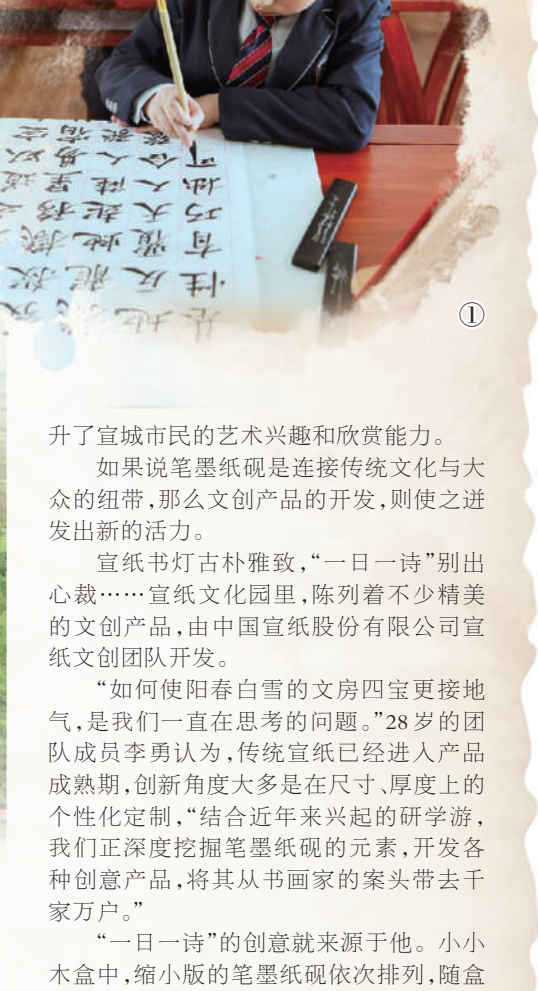 ①
升了宣城市民的艺术兴趣和欣赏能力。
如果说笔墨纸砚是连接传统文化与大
众的纽带,那么文创产品的开发,则使之迸
发出新的活力。
宣纸书灯古朴雅致,“一日一诗”别出
心裁……宣纸文化园里,陈列着不少精美
的文创产品,由中国宣纸股份有限公司宣
纸文创团队开发。
“如何使阳春白雪的文房四宝更接地
气,是我们一直在思考的问题。”28岁的团
队成员李勇认为,传统宣纸已经进入产品
成熟期,创新角度大多是在尺寸、厚度上的
个性化定制,“结合近年来兴起的研学游,
我们正深度挖掘笔墨纸砚的元素,开发各
种创意产品,将其从书画家的案头带去千
家万户。”
“一日一诗”的创意就来源于他。小小
木盒中,缩小版的笔墨纸砚依次排列,随盒